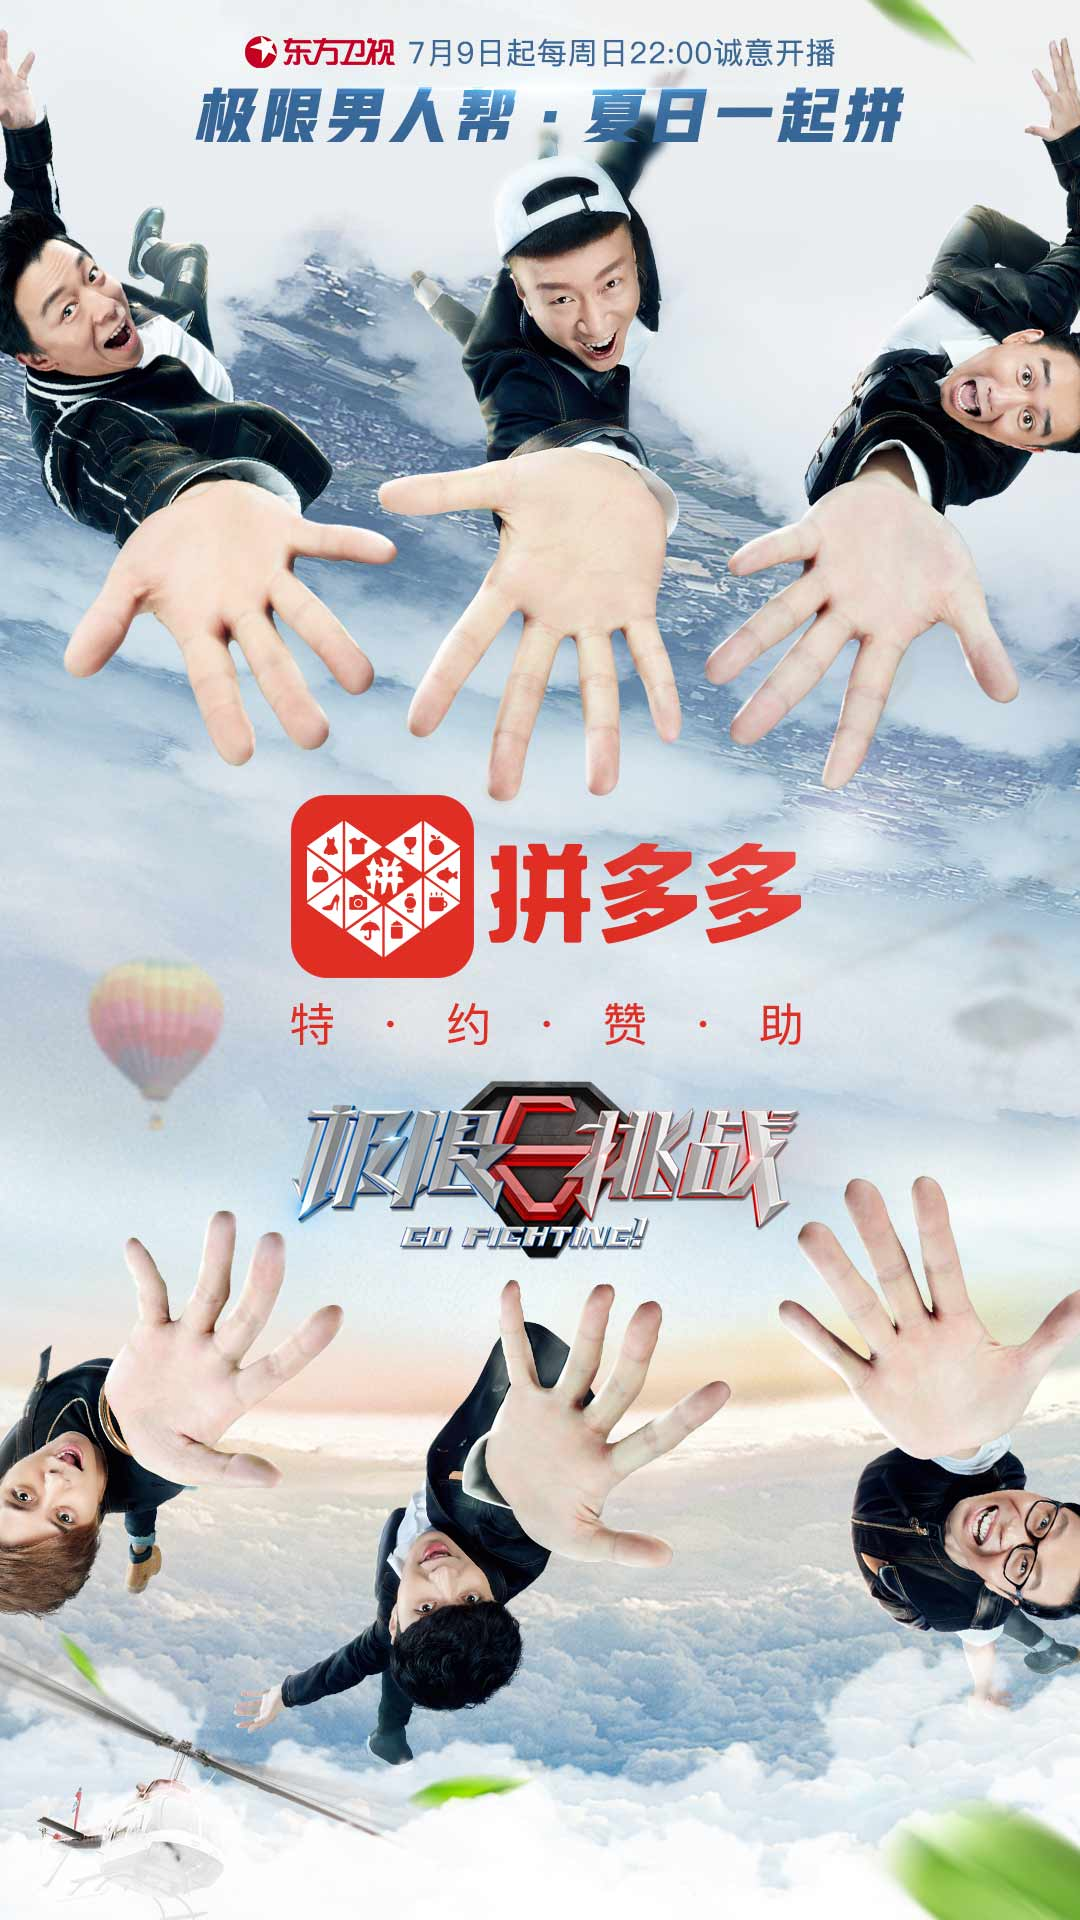 东方卫视 7月9日起每周日22:00诚意开播
极限男人帮·夏日一起拼
拼
拼多多
特·约·赞·助
极限挑战
GO FIGHTING!